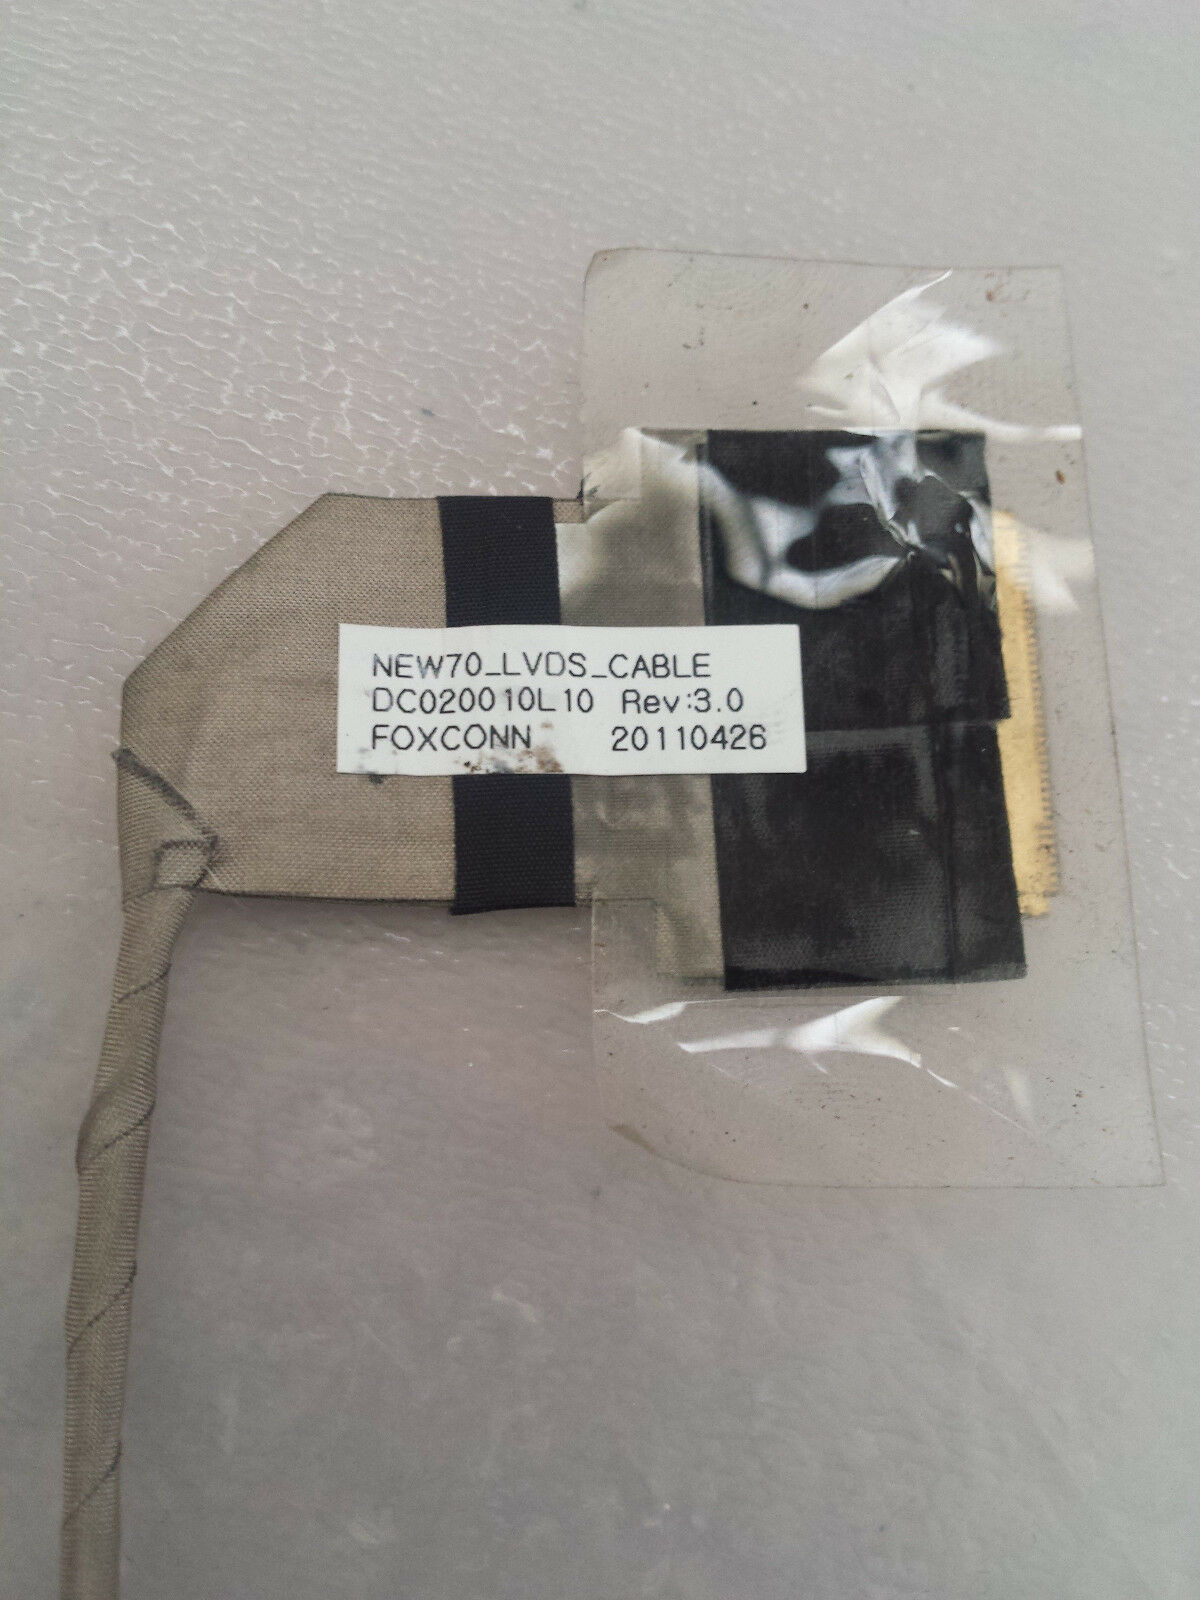 NEW70_LVDS_CABLE
DC020010L10 Rev:3.0
FOXCONN 20110426